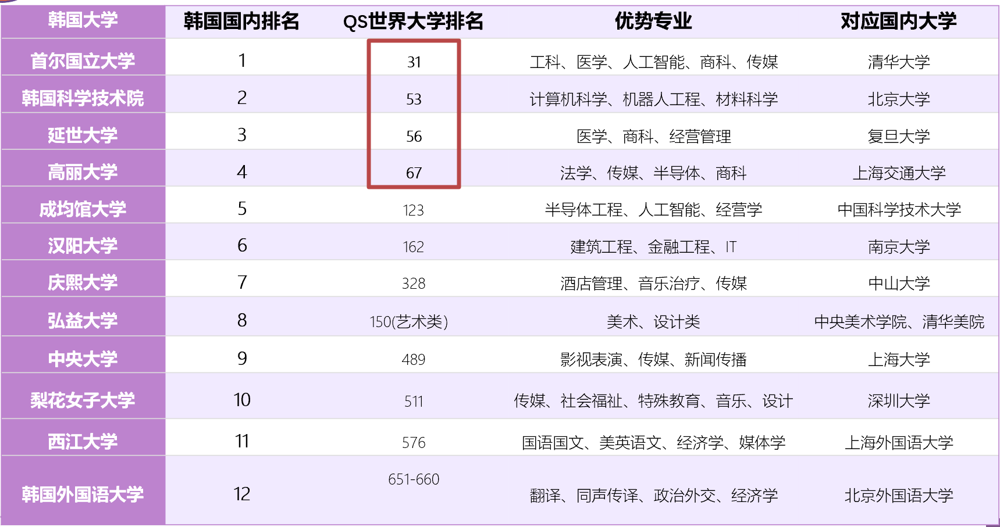 韩国大学 韩国国内排名 QS世界大学排名 优势专业 对应国内大学
首尔国立大学 1 31 工科、医学、人工智能、商科、传媒 清华大学
韩国科学技术院 2 53 计算机科学、机器人工程、材料科学 北京大学
延世大学 3 56 医学、商科、经营管理 复旦大学
高丽大学 4 67 法学、传媒、半导体、商科 上海交通大学
成均馆大学 5 123 半导体工程、人工智能、经营学 中国科学技术大学
汉阳大学 6 162 建筑工程、金融工程、IT 南京大学
庆熙大学 7 328 酒店管理、音乐治疗、传媒 中山大学
弘益大学 8 150(艺术类) 美术、设计类 中央美术学院、清华美院
中央大学 9 489 影视表演、传媒、新闻传播 上海大学
梨花女子大学 10 511 传媒、社会福祉、特殊教育、音乐、设计 深圳大学
西江大学 11 576 国语国文、美英语文、经济学、媒体学 上海外国语大学
韩国外国语大学 12 651-660 翻译、同声传译、政治外交、经济学 北京外国语大学